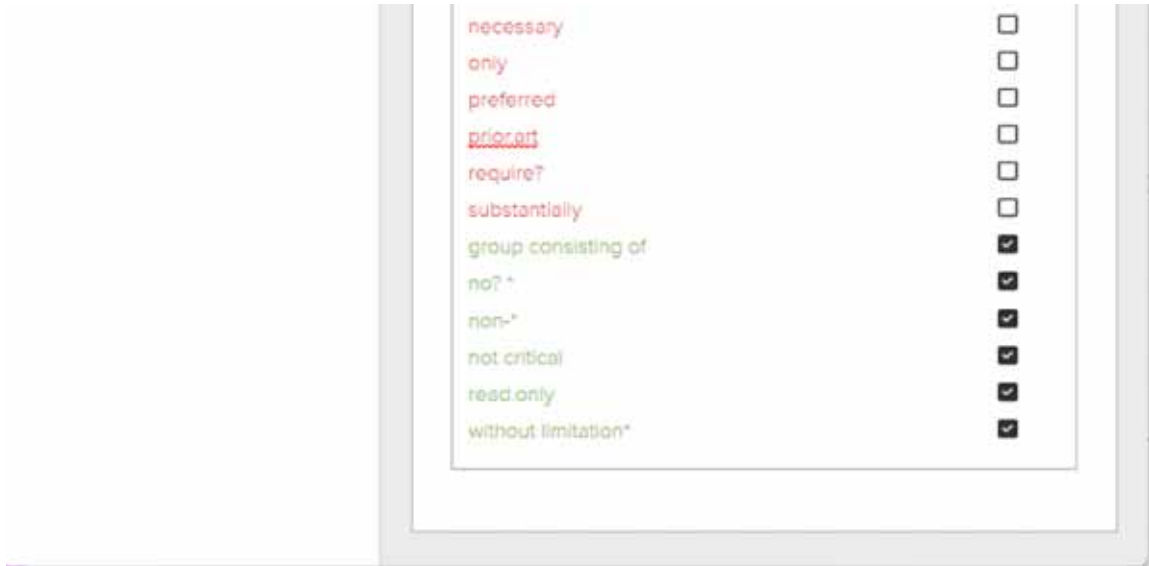 necessary
only
preferred
prior.art
require?
substantially
group consisting of
no? *
non-*
not critical
read.only
without limitation*